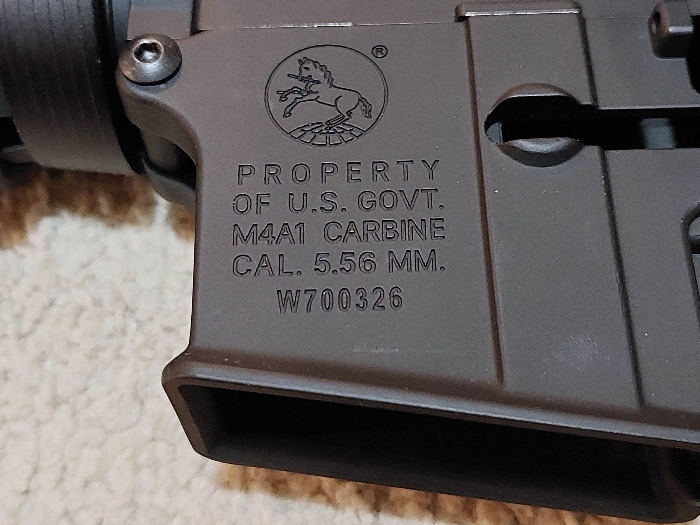 ®
PROPERTY
OF U.S. GOVT.
M4A1 CARBINE
CAL. 5.56 MM.
W700326